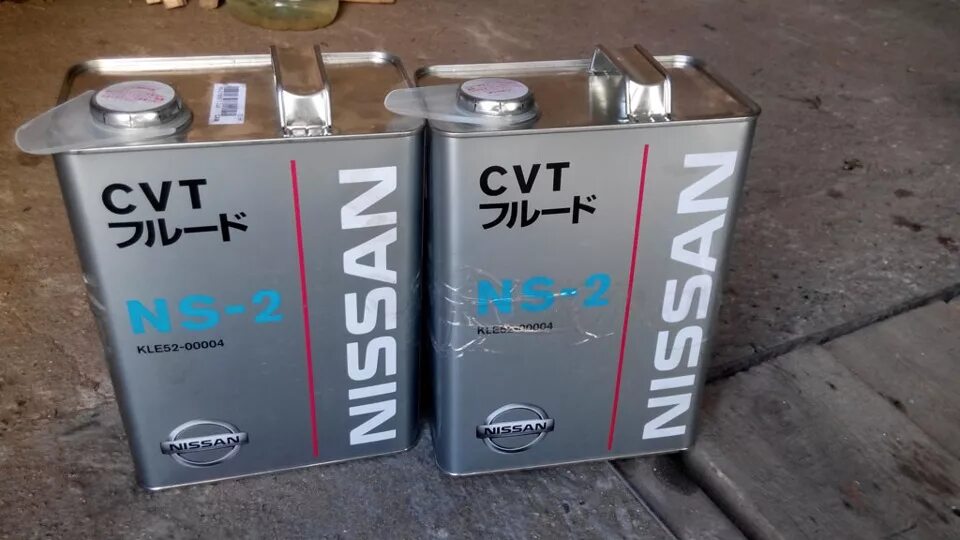 CVT
フルード
NS-2
KLE52-00004
NISSAN
NISSAN
CVT
フルード
NS-2
KLE52-00004
NISSAN
NISSAN